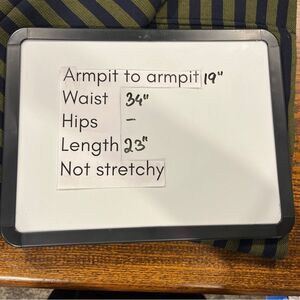 Armpit to armpit 19"
Waist 34"
Hips -
Length 23"
Not stretchy